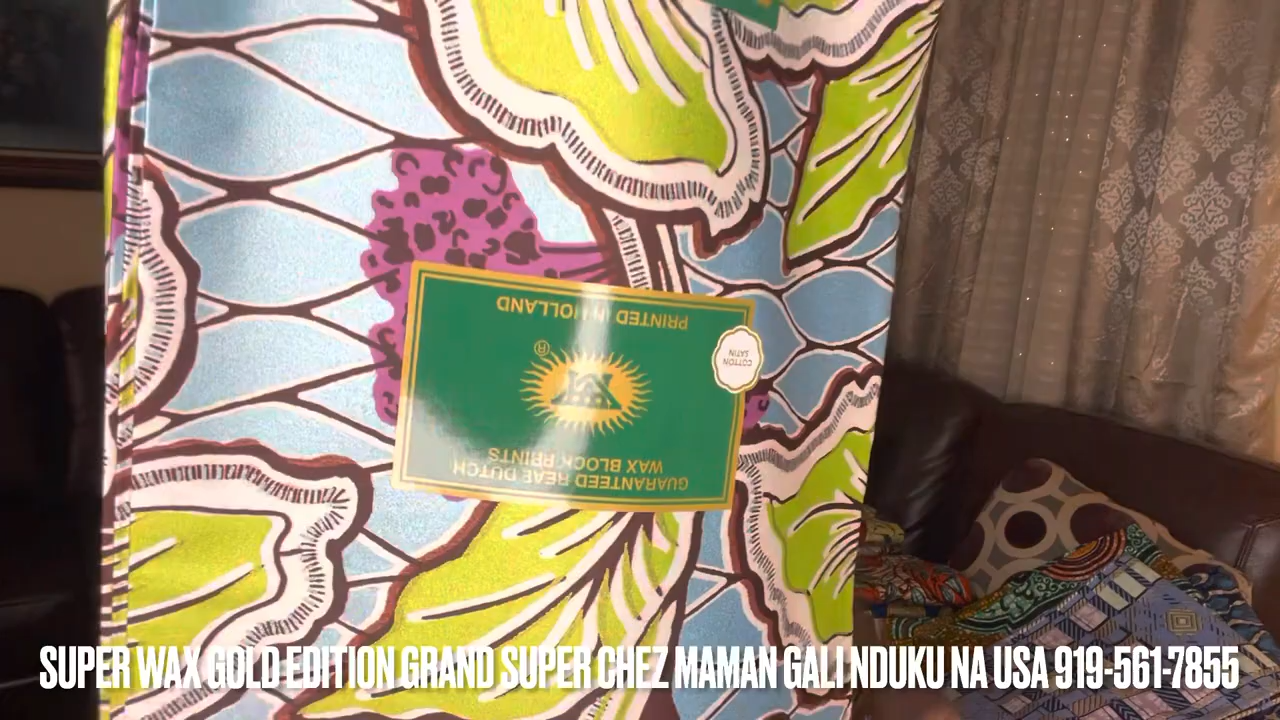 PRINTED IN HOLLAND
®
COTTON
SATIN
GUARANTEED REAL DUTCH
WAX BLOCK PRINTS
SUPER WAX GOLD EDITION GRAND SUPER CHEZ MAMAN GALI NDUKU NA USA 919-561-7855